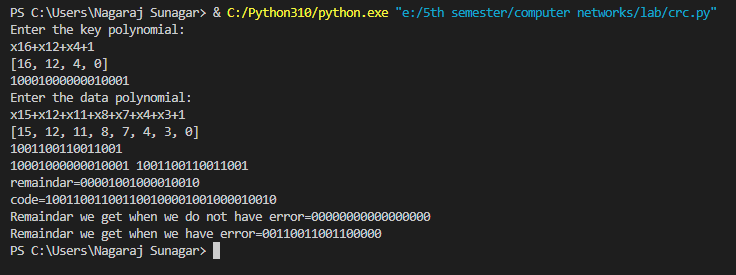 PS C:\Users\Nagaraj Sunagar> & C:/Python310/python.exe "e:/5th semester/computer networks/lab/crc.py"
Enter the key polynomial:
x16+x12+x4+1
[16, 12, 4, 0]
10001000000010001
Enter the data polynomial:
x15+x12+x11+x8+x7+x4+x3+1
[15, 12, 11, 8, 7, 4, 3, 0]
1001100110011001
10001000000010001 1001100110011001
remaindar=00001001000010010
code=100110011001100100001001000010010
Remaindar we get when we do not have error=00000000000000000
Remaindar we get when we have error=00110011001100000
PS C:\Users\Nagaraj Sunagar>